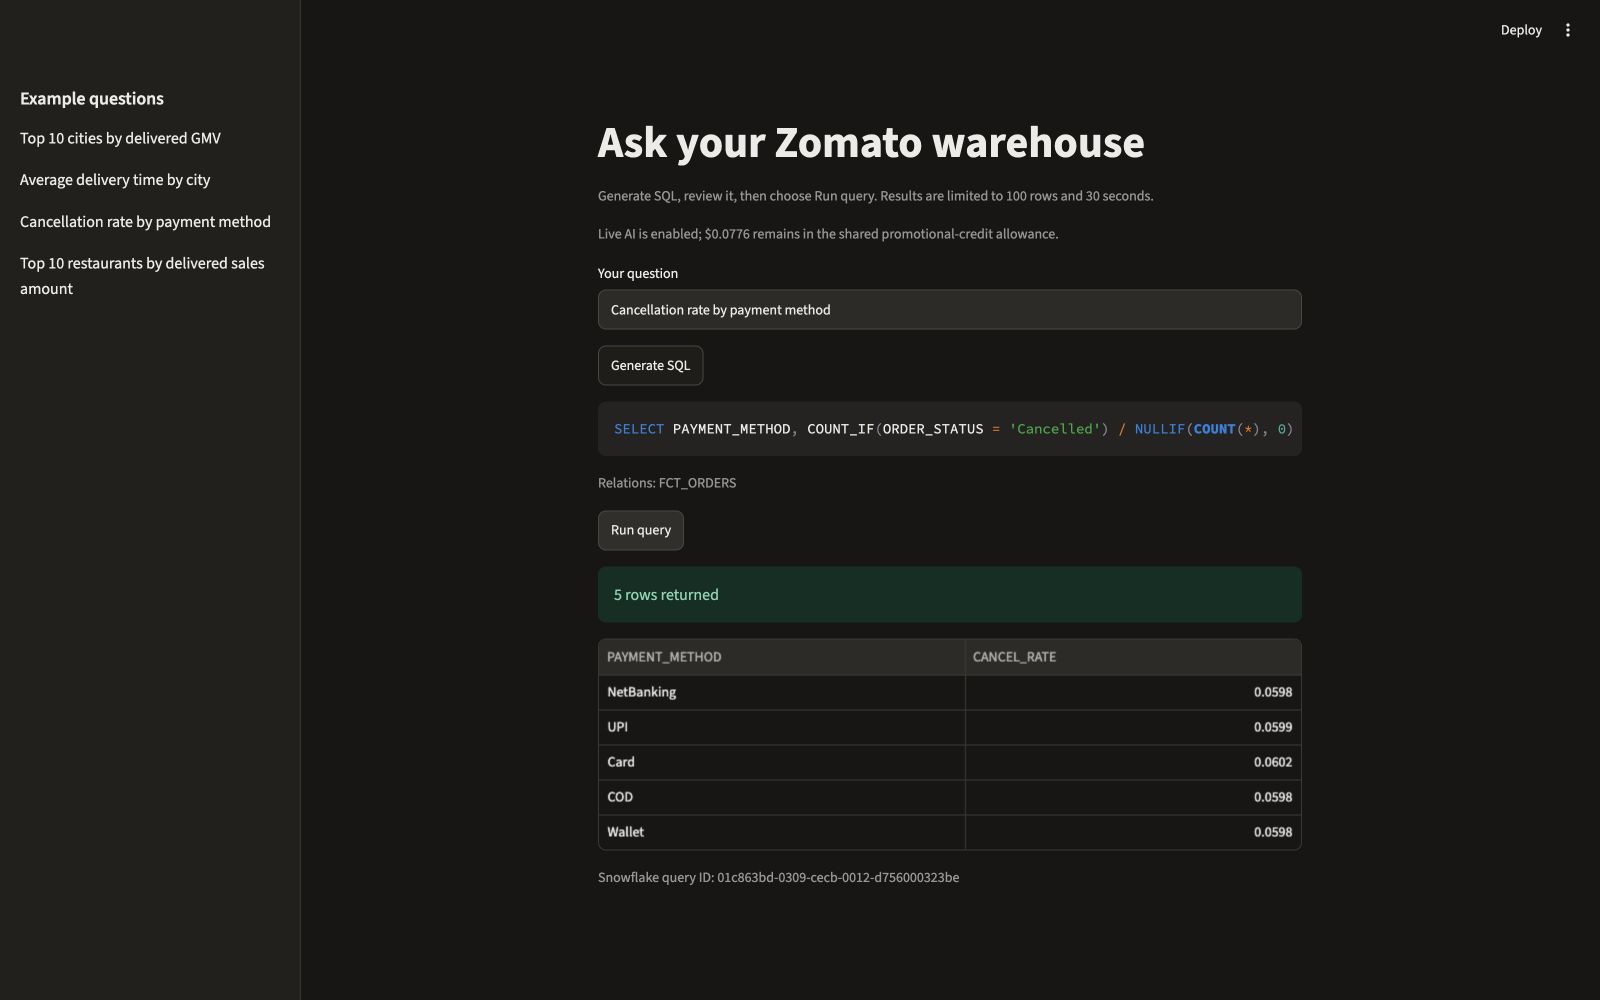 Deploy
Example questions
Top 10 cities by delivered GMV
Average delivery time by city
Cancellation rate by payment method
Top 10 restaurants by delivered sales
amount
Ask your Zomato warehouse
Generate SQL, review it, then choose Run query. Results are limited to 100 rows and 30 seconds.
Live AI is enabled; $0.0776 remains in the shared promotional-credit allowance.
Your question
Cancellation rate by payment method
Generate SQL
SELECT PAYMENT_METHOD, COUNT_IF(ORDER_STATUS = 'Cancelled') / NULLIF(COUNT(*), 0)
Relations: FCT_ORDERS
Run query
5 rows returned
PAYMENT_METHOD CANCEL_RATE
NetBanking 0.0598
UPI 0.0599
Card 0.0602
COD 0.0598
Wallet 0.0598
Snowflake query ID: 01c863bd-0309-cecb-0012-d756000323be